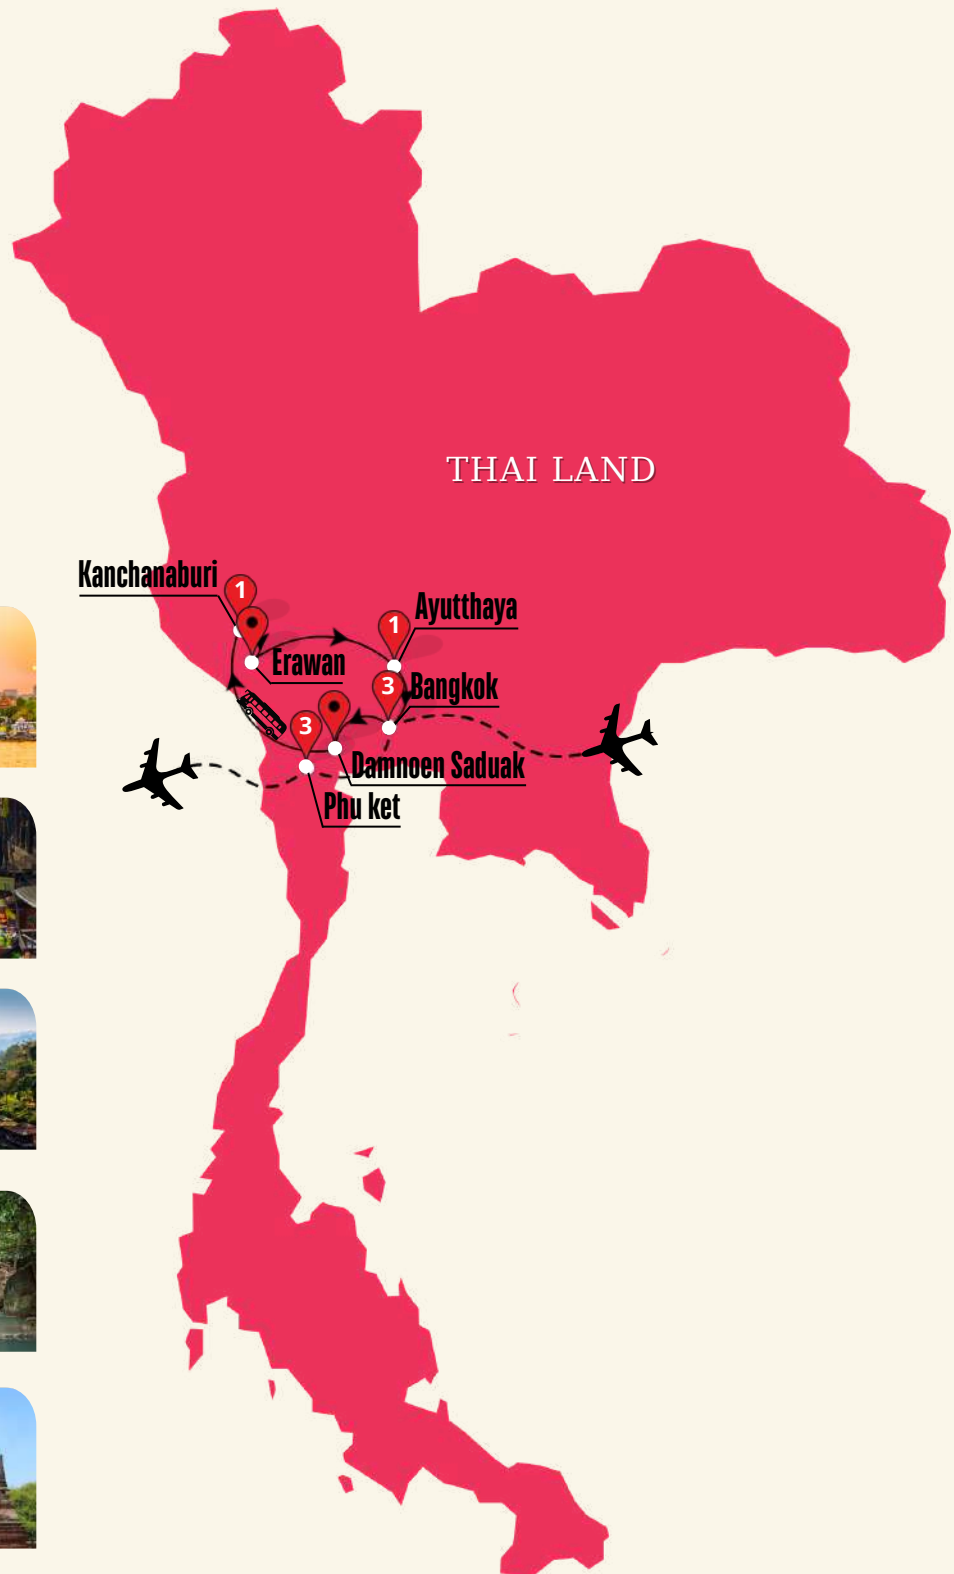 THAI LAND
Kanchanaburi
1
Ayutthaya
1
Erawan
Bangkok
3
3
Damnoen Saduak
Phu ket